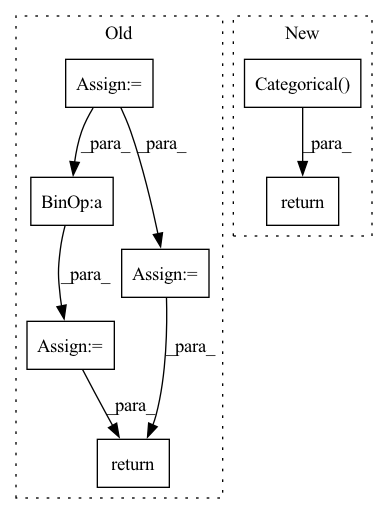 Old
New
Assign:=
Categorical()
_para_
_para_
_para_
BinOp:a
return
Assign:=
_para_
Assign:=
_para_
_para_
return